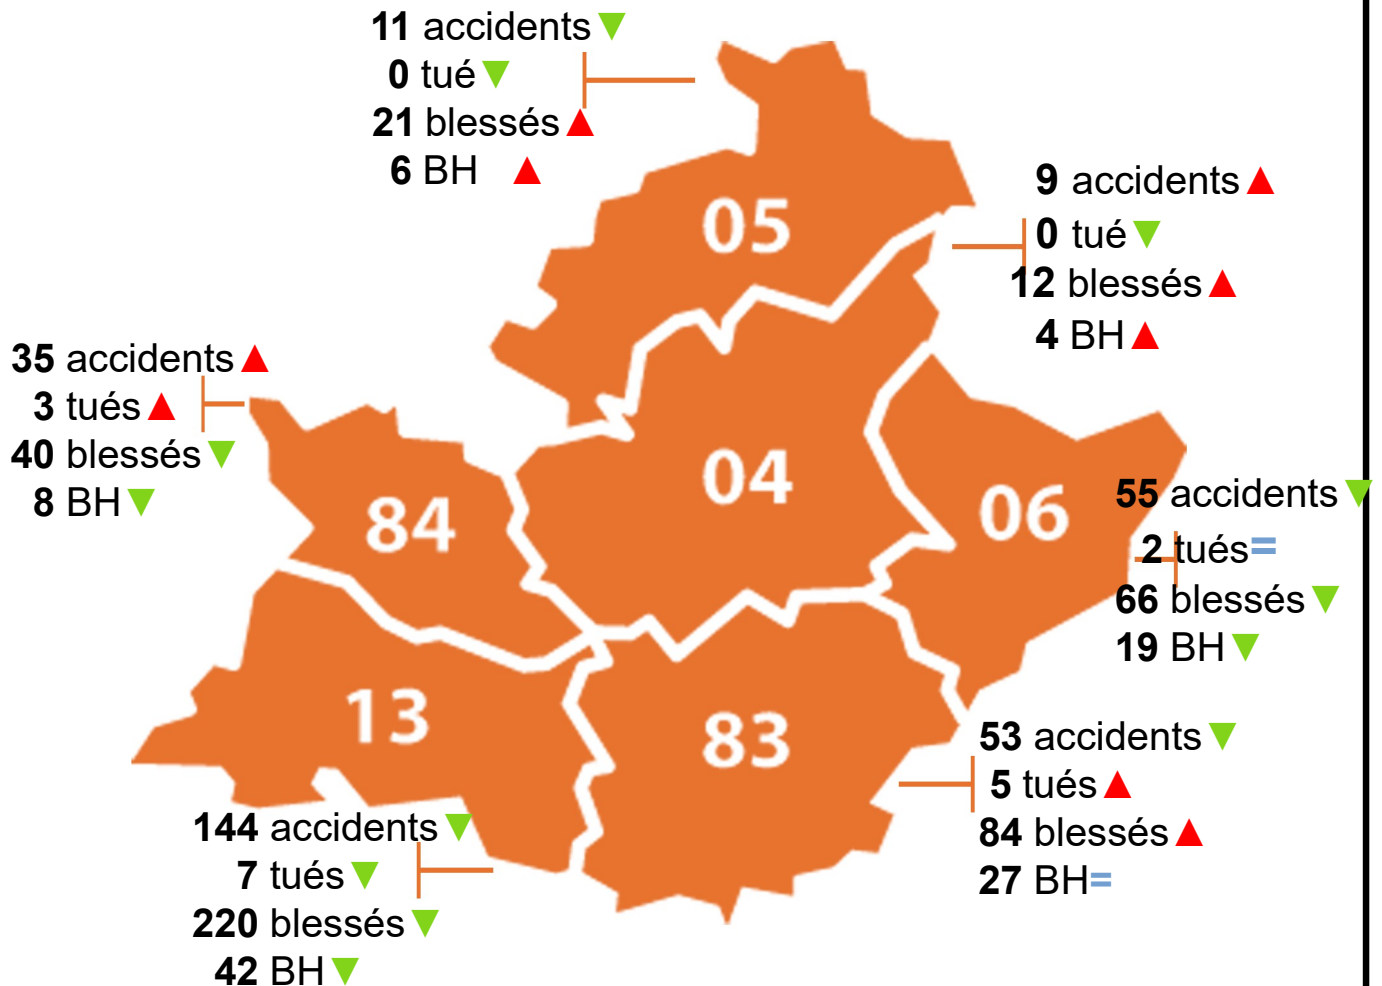 11 accidents
0 tué
21 blessés
6 BH
05
9 accidents
0 tué
12 blessés
4 BH
35 accidents
3 tués
40 blessés
8 BH
84
04
06
55 accidents
2 tués=
66 blessés
19 BH
13
83
53 accidents
5 tués
84 blessés
27 BH=
144 accidents
7 tués
220 blessés
42 BH